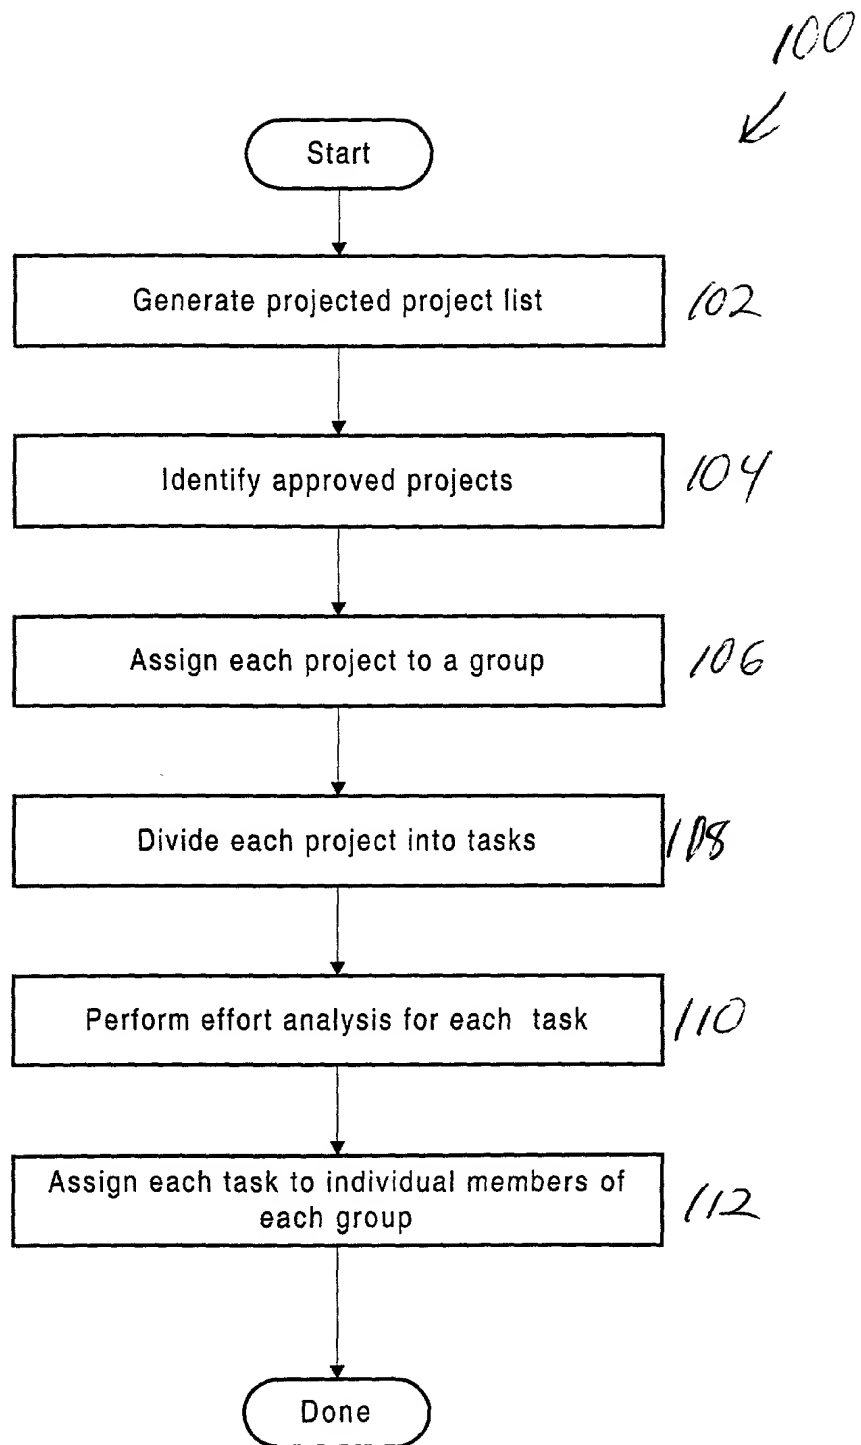 100
Start
Generate projected project list
102
Identify approved projects
104
Assign each project to a group
106
Divide each project into tasks
108
Perform effort analysis for each task
110
Assign each task to individual members of
each group
112
Done